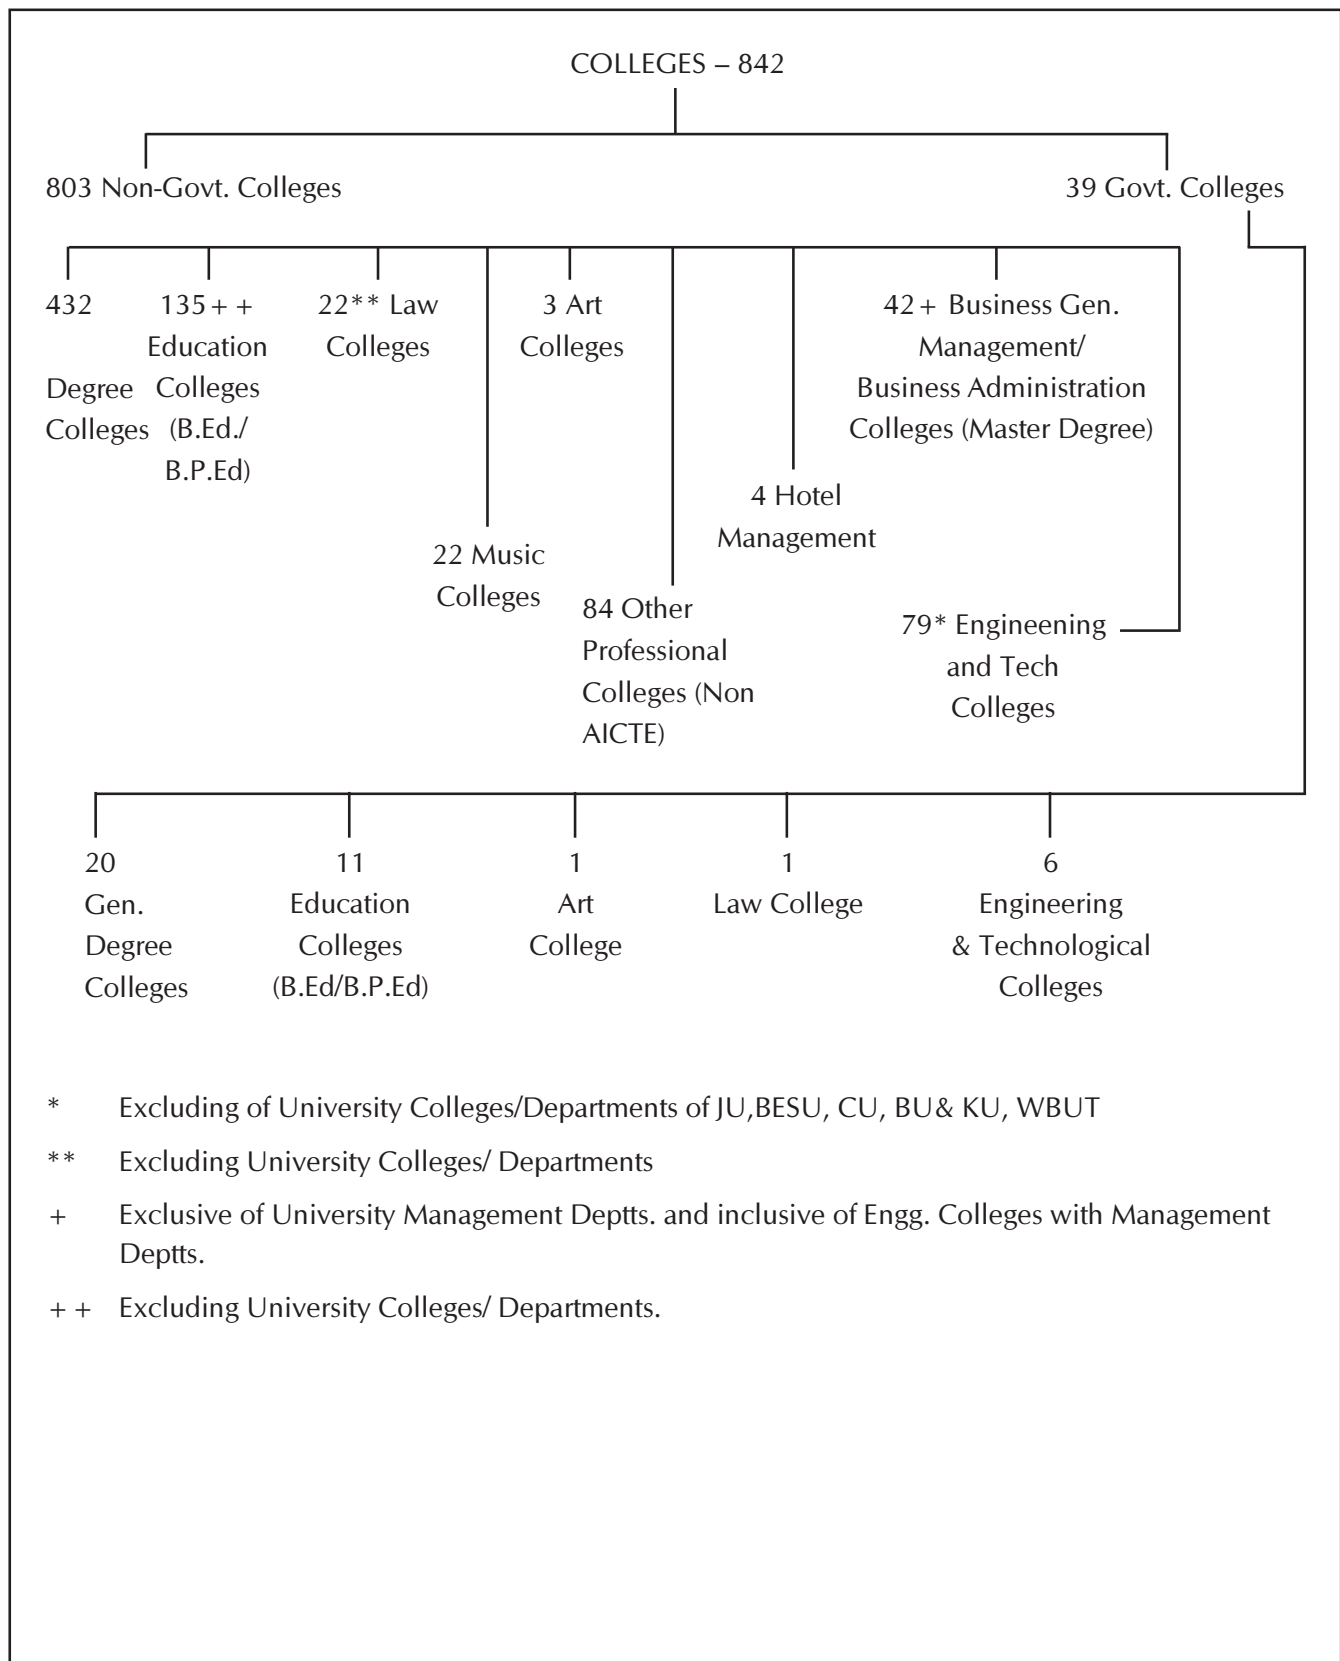 COLLEGES – 842
803 Non-Govt. Colleges
39 Govt. Colleges
432
Degree
Colleges
135++
Education
Colleges
(B.Ed./
B.P.Ed)
22** Law
Colleges
22 Music
Colleges
3 Art
Colleges
84 Other
Professional
Colleges (Non
AICTE)
4 Hotel
Management
42+ Business Gen.
Management/
Business Administration
Colleges (Master Degree)
79* Engineening
and Tech
Colleges
20
Gen.
Degree
Colleges
11
Education
Colleges
(B.Ed/B.P.Ed)
1
Art
College
1
Law College
6
Engineering
& Technological
Colleges
* Excluding of University Colleges/Departments of JU,BESU, CU, BU& KU, WBUT
** Excluding University Colleges/ Departments
+ Exclusive of University Management Deptts. and inclusive of Engg. Colleges with Management
Deptts.
++ Excluding University Colleges/ Departments.